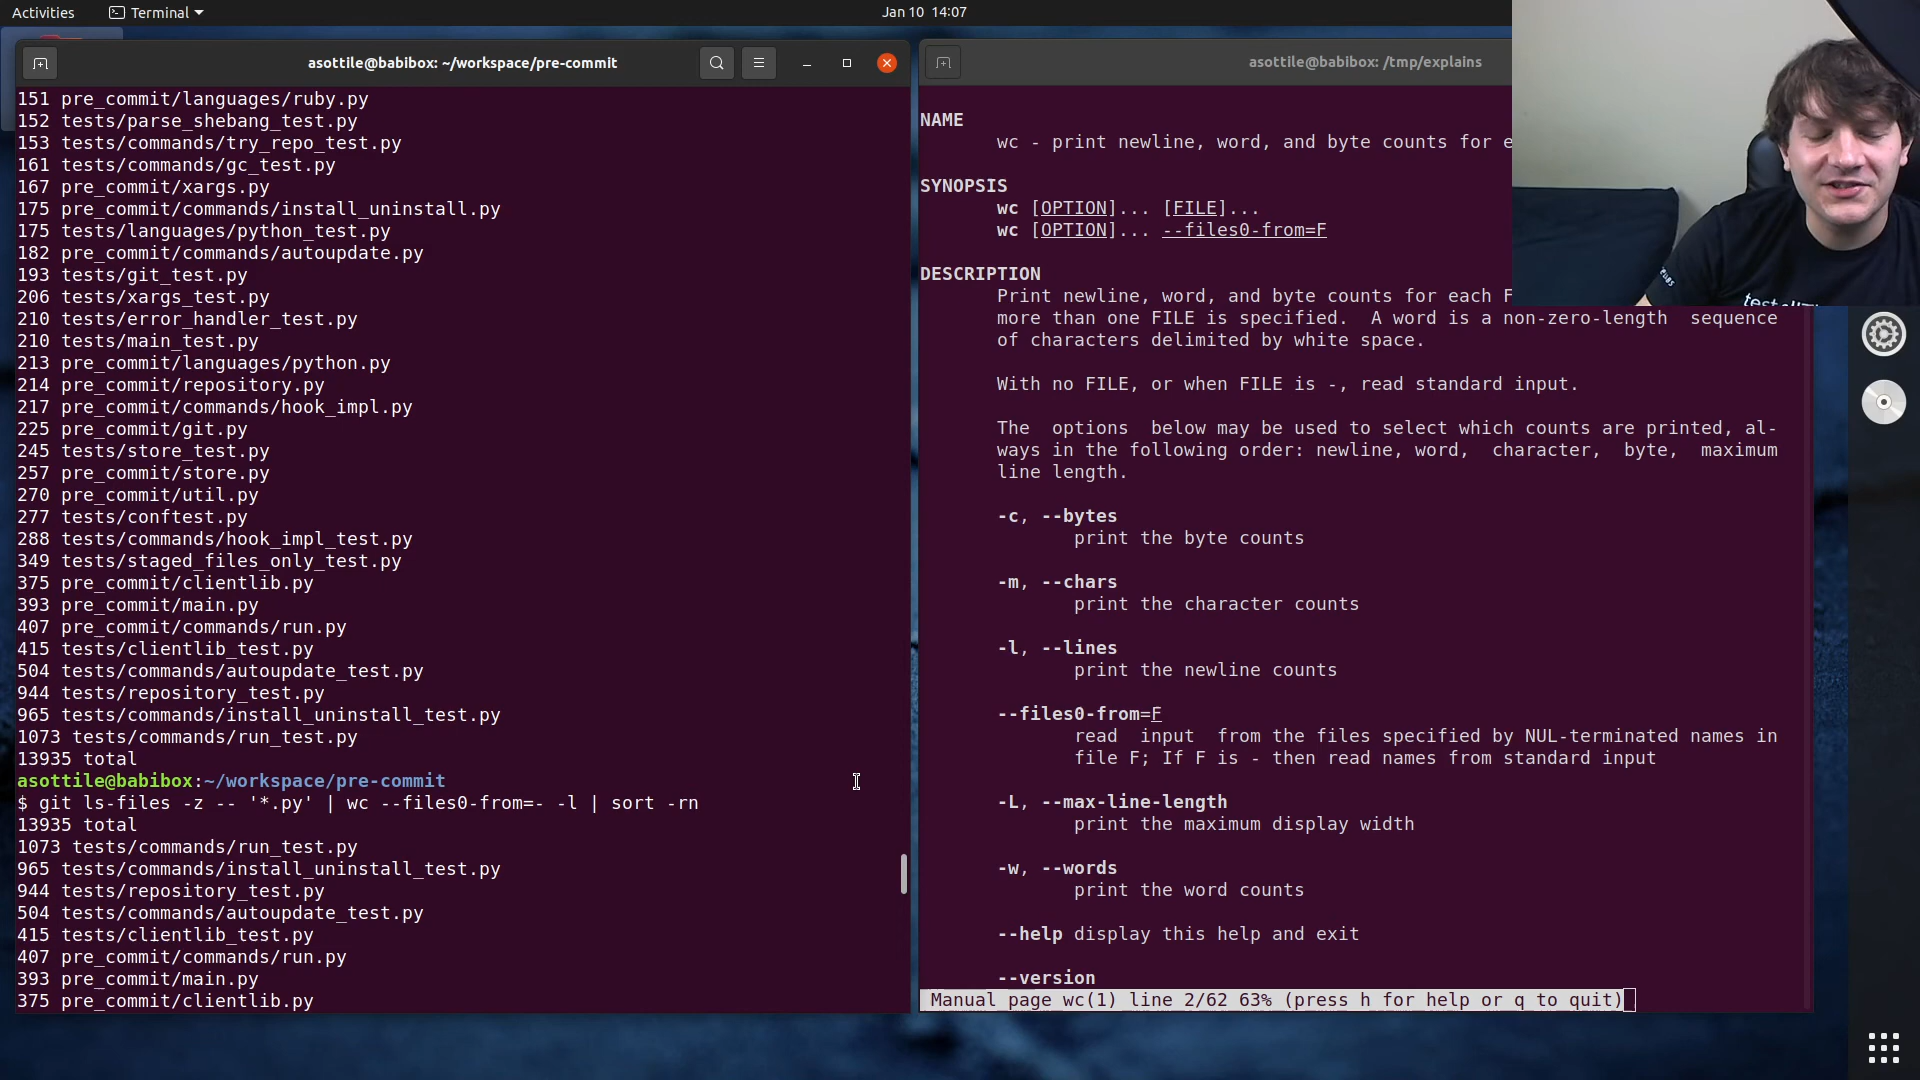 Activities
Terminal
Jan 10 14:07
asottile@babibox: ~/workspace/pre-commit
151 pre_commit/languages/ruby.py
152 tests/parse_shebang_test.py
153 tests/commands/try_repo_test.py
161 tests/commands/gc_test.py
167 pre_commit/xargs.py
175 pre_commit/commands/install_uninstall.py
175 tests/languages/python_test.py
182 pre_commit/commands/autoupdate.py
193 tests/git_test.py
206 tests/xargs_test.py
210 tests/error_handler_test.py
210 tests/main_test.py
213 pre_commit/languages/python.py
214 pre_commit/repository.py
217 pre_commit/commands/hook_impl.py
225 pre_commit/git.py
245 tests/store_test.py
257 pre_commit/store.py
270 pre_commit/util.py
277 tests/conftest.py
288 tests/commands/hook_impl_test.py
349 tests/staged_files_only_test.py
375 pre_commit/clientlib.py
393 pre_commit/main.py
407 pre_commit/commands/run.py
415 tests/clientlib_test.py
504 tests/commands/autoupdate_test.py
944 tests/repository_test.py
965 tests/commands/install_uninstall_test.py
1073 tests/commands/run_test.py
13935 total
asottile@babibox:~/workspace/pre-commit
$ git ls-files -z -- '*.py' | wc --files0-from=- -l | sort -rn
13935 total
1073 tests/commands/run_test.py
965 tests/commands/install_uninstall_test.py
944 tests/repository_test.py
504 tests/commands/autoupdate_test.py
415 tests/clientlib_test.py
407 pre_commit/commands/run.py
393 pre_commit/main.py
375 pre_commit/clientlib.py
asottile@babibox: /tmp/explains
NAME
wc - print newline, word, and byte counts for e
SYNOPSIS
wc [OPTION]... [FILE]...
wc [OPTION]... --files0-from=F
DESCRIPTION
Print newline, word, and byte counts for each F
more than one FILE is specified. A word is a non-zero-length sequence
of characters delimited by white space.
With no FILE, or when FILE is -, read standard input.
The options below may be used to select which counts are printed, al-
ways in the following order: newline, word, character, byte, maximum
line length.
-c, --bytes
print the byte counts
-m, --chars
print the character counts
-l, --lines
print the newline counts
--files0-from=F
read input from the files specified by NUL-terminated names in
file F; If F is - then read names from standard input
-L, --max-line-length
print the maximum display width
-w, --words
print the word counts
--help display this help and exit
--version
Manual page wc(1) line 2/62 63% (press h for help or q to quit)